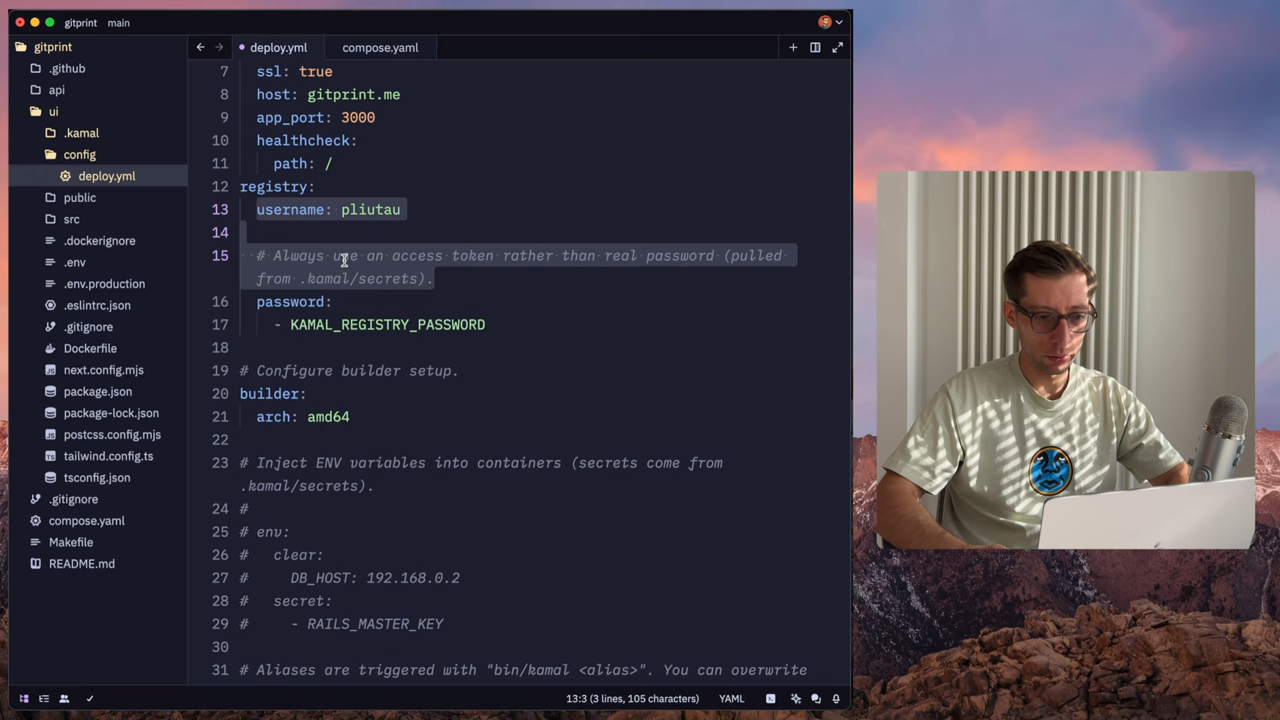 gitprint main
gitprint
.github
api
ui
.kamal
config
deploy.yml
public
src
.dockerignore
.env
.env.production
.eslintrc.json
.gitignore
Dockerfile
next.config.mjs
package.json
package-lock.json
postcss.config.mjs
tailwind.config.ts
tsconfig.json
.gitignore
compose.yaml
Makefile
README.md
deploy.yml compose.yaml
7 ssl: true
8 host: gitprint.me
9 app_port: 3000
10 healthcheck:
11 path: /
12 registry:
13 username: pliutau
14
15 # Always use an access token rather than real password (pulled
from .kamal/secrets).
16 password:
17 - KAMAL_REGISTRY_PASSWORD
18
19 # Configure builder setup.
20 builder:
21 arch: amd64
22
23 # Inject ENV variables into containers (secrets come from
.kamal/secrets).
24 #
25 # env:
26 # clear:
27 # DB_HOST: 192.168.0.2
28 # secret:
29 # - RAILS_MASTER_KEY
30
31 # Aliases are triggered with "bin/kamal <alias>". You can overwrite
13:3 (3 lines, 105 characters) YAML